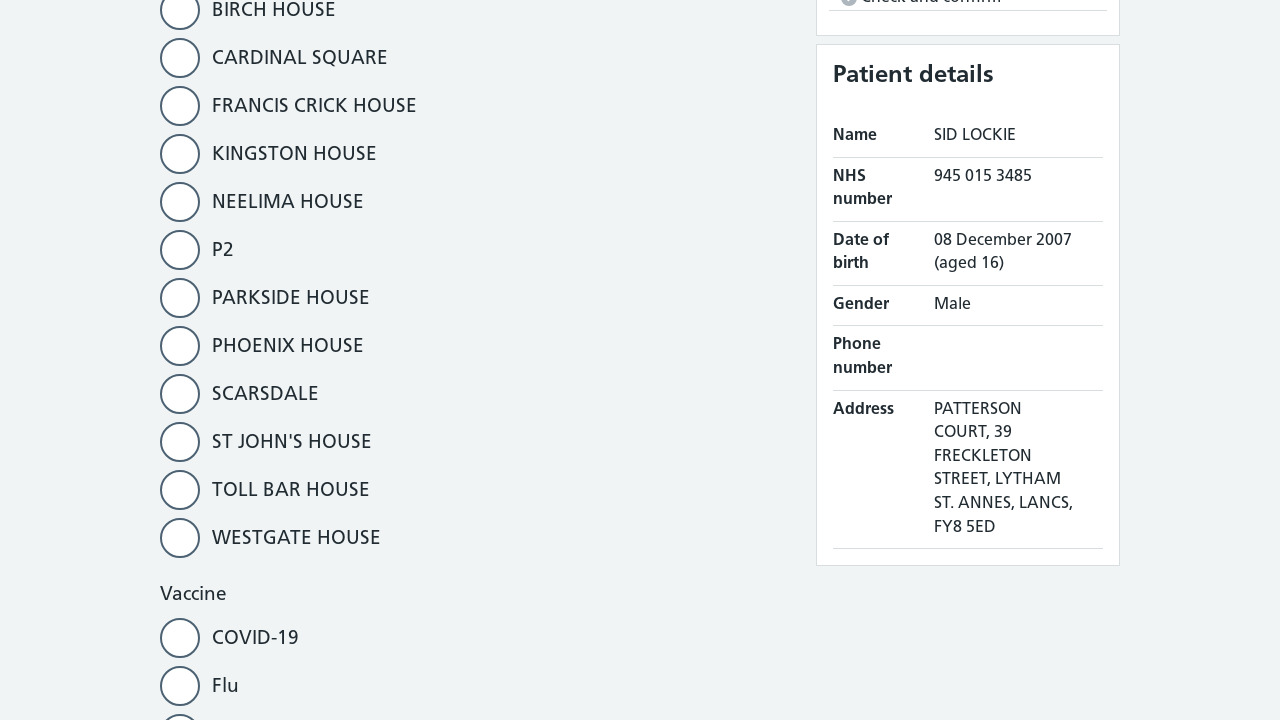 BIRCH HOUSE
CARDINAL SQUARE
FRANCIS CRICK HOUSE
KINGSTON HOUSE
NEELIMA HOUSE
P2
PARKSIDE HOUSE
PHOENIX HOUSE
SCARSDALE
ST JOHN'S HOUSE
TOLL BAR HOUSE
WESTGATE HOUSE
Vaccine
COVID-19
Flu
Check and confirm
Patient details
Name SID LOCKIE
NHS number 945 015 3485
Date of birth 08 December 2007
(aged 16)
Gender Male
Phone number
Address PATTERSON
COURT, 39
FRECKLETON
STREET, LYTHAM
ST. ANNES, LANCS,
FY8 5ED